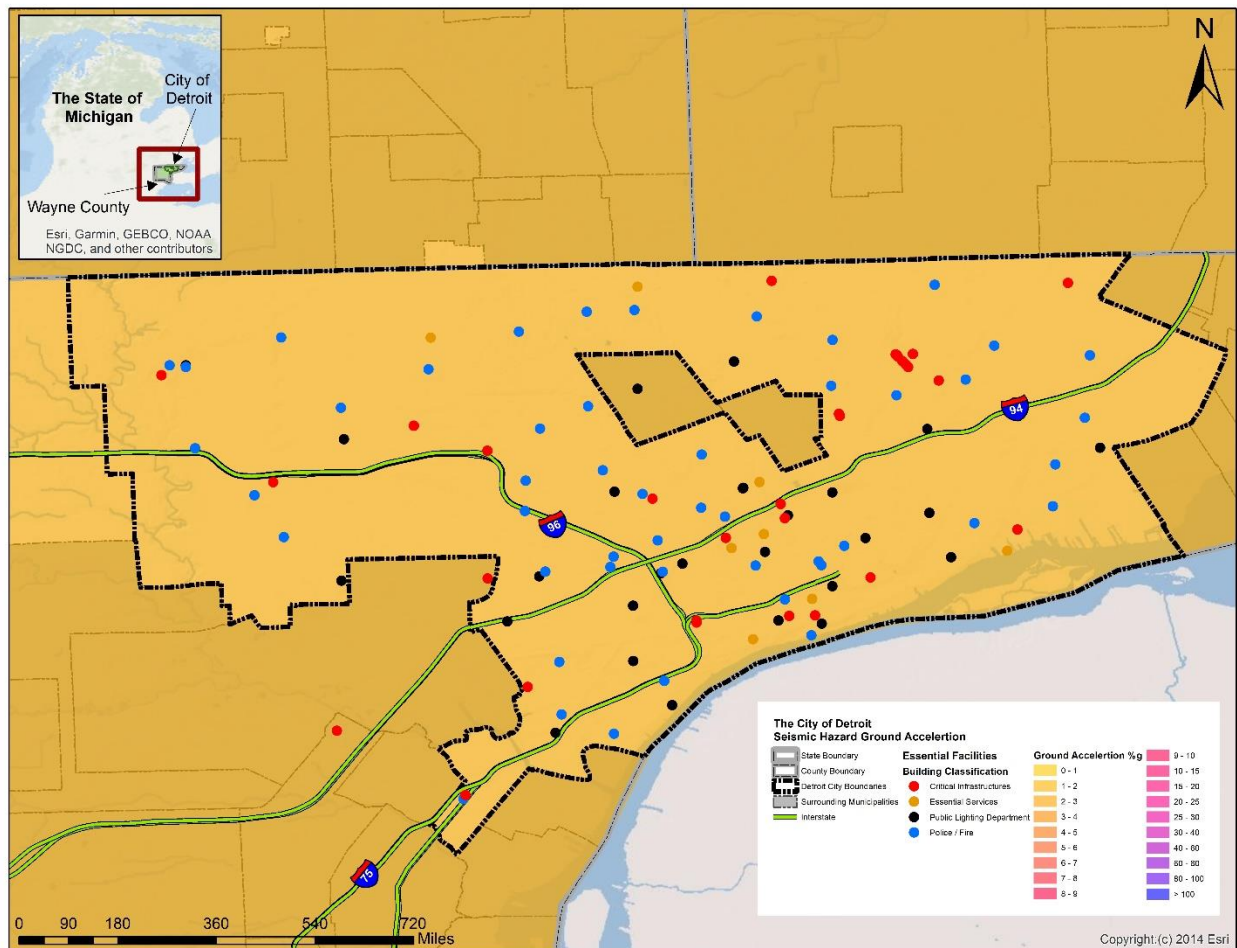 City of
Detroit
The State of
Michigan
Wayne County
Esri, Garmin, GEBCO, NOAA
NGDC, and other contributors
N
94
96
75
The City of Detroit
Seismic Hazard Ground Accelertion
State Boundary
County Boundary
Detroit City Boundaries
Surrounding Municipalities
Interstate
Essential Facilities
Building Classification
Critical Infrastructures
Essential Services
Public Lighting Department
Police / Fire
Ground Accelertion %g
0 - 1
1 - 2
2 - 3
3 - 4
4 - 5
5 - 6
6 - 7
7 - 8
8 - 9
9 - 10
10 - 15
15 - 20
20 - 25
25 - 30
30 - 40
40 - 60
60 - 80
80 - 100
> 100
0 90 180 360 540 720
Miles
Copyright:(c) 2014 Esri